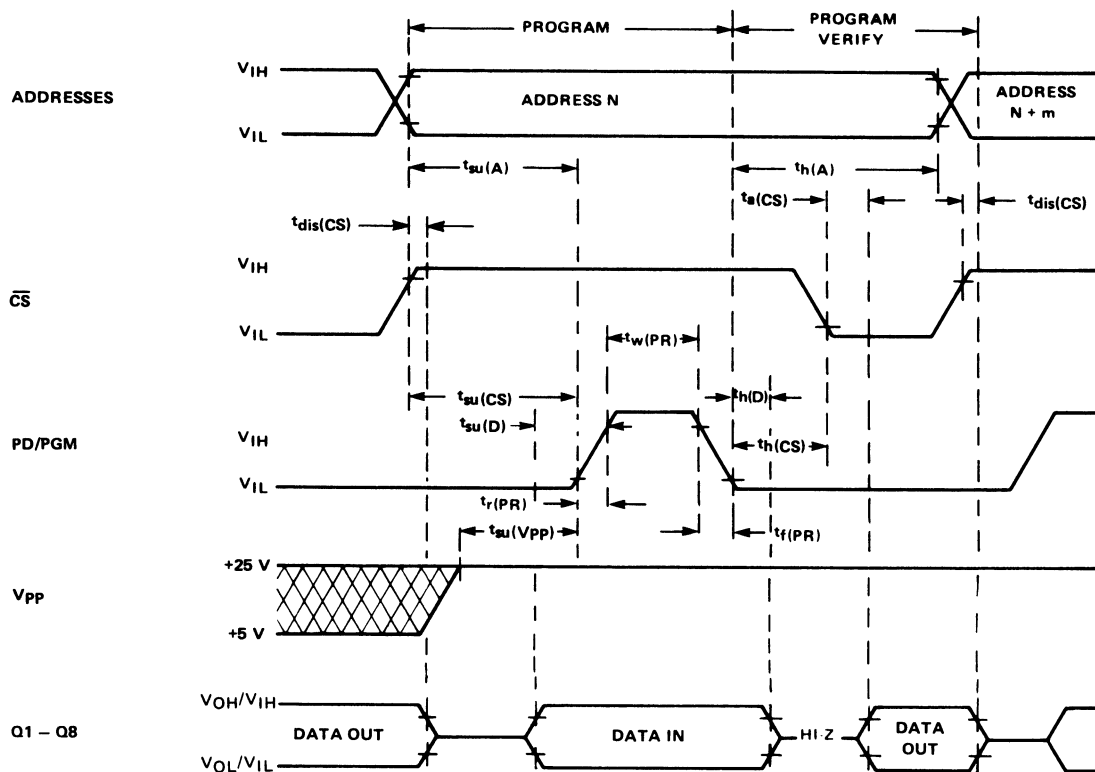 PROGRAM
PROGRAM
VERIFY
ADDRESSES
VIH
VIL
ADDRESS N
ADDRESS
N + m
tsu(A)
th(A)
tdis(CS)
ta(CS)
tdis(CS)
CS
VIH
VIL
tw(PR)
tsu(CS)
th(D)
tsu(D)
th(CS)
PD/PGM
VIH
VIL
tr(PR)
tf(PR)
tsu(VPP)
VPP
+25 V
+5 V
Q1 – Q8
VOH/VIH
VOL/VIL
DATA OUT
DATA IN
HI-Z
DATA
OUT